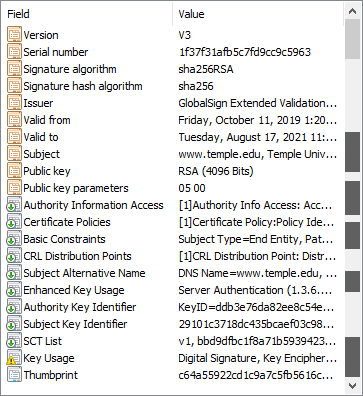 Field Value
Version V3
Serial number 1f37f31afb5c7fd9cc9c5963
Signature algorithm sha256RSA
Signature hash algorithm sha256
Issuer GlobalSign Extended Validation...
Valid from Friday, October 11, 2019 1:20...
Valid to Tuesday, August 17, 2021 11:...
Subject www.temple.edu, Temple Univ...
Public key RSA (4096 Bits)
Public key parameters 05 00
Authority Information Access [1]Authority Info Access: Acc...
Certificate Policies [1]Certificate Policy:Policy Ide...
Basic Constraints Subject Type=End Entity, Pat...
CRL Distribution Points [1]CRL Distribution Point: Distr...
Subject Alternative Name DNS Name=www.temple.edu, ...
Enhanced Key Usage Server Authentication (1.3.6....
Authority Key Identifier KeyID=ddb3e76da82ee8c54e...
Subject Key Identifier 29101c3718dc435bcaef03c98...
SCT List v1, bbd9dfbc1f8a71b5939423...
Key Usage Digital Signature, Key Encipher...
Thumbprint c64a55922cd1c9a7c5fb5616c...